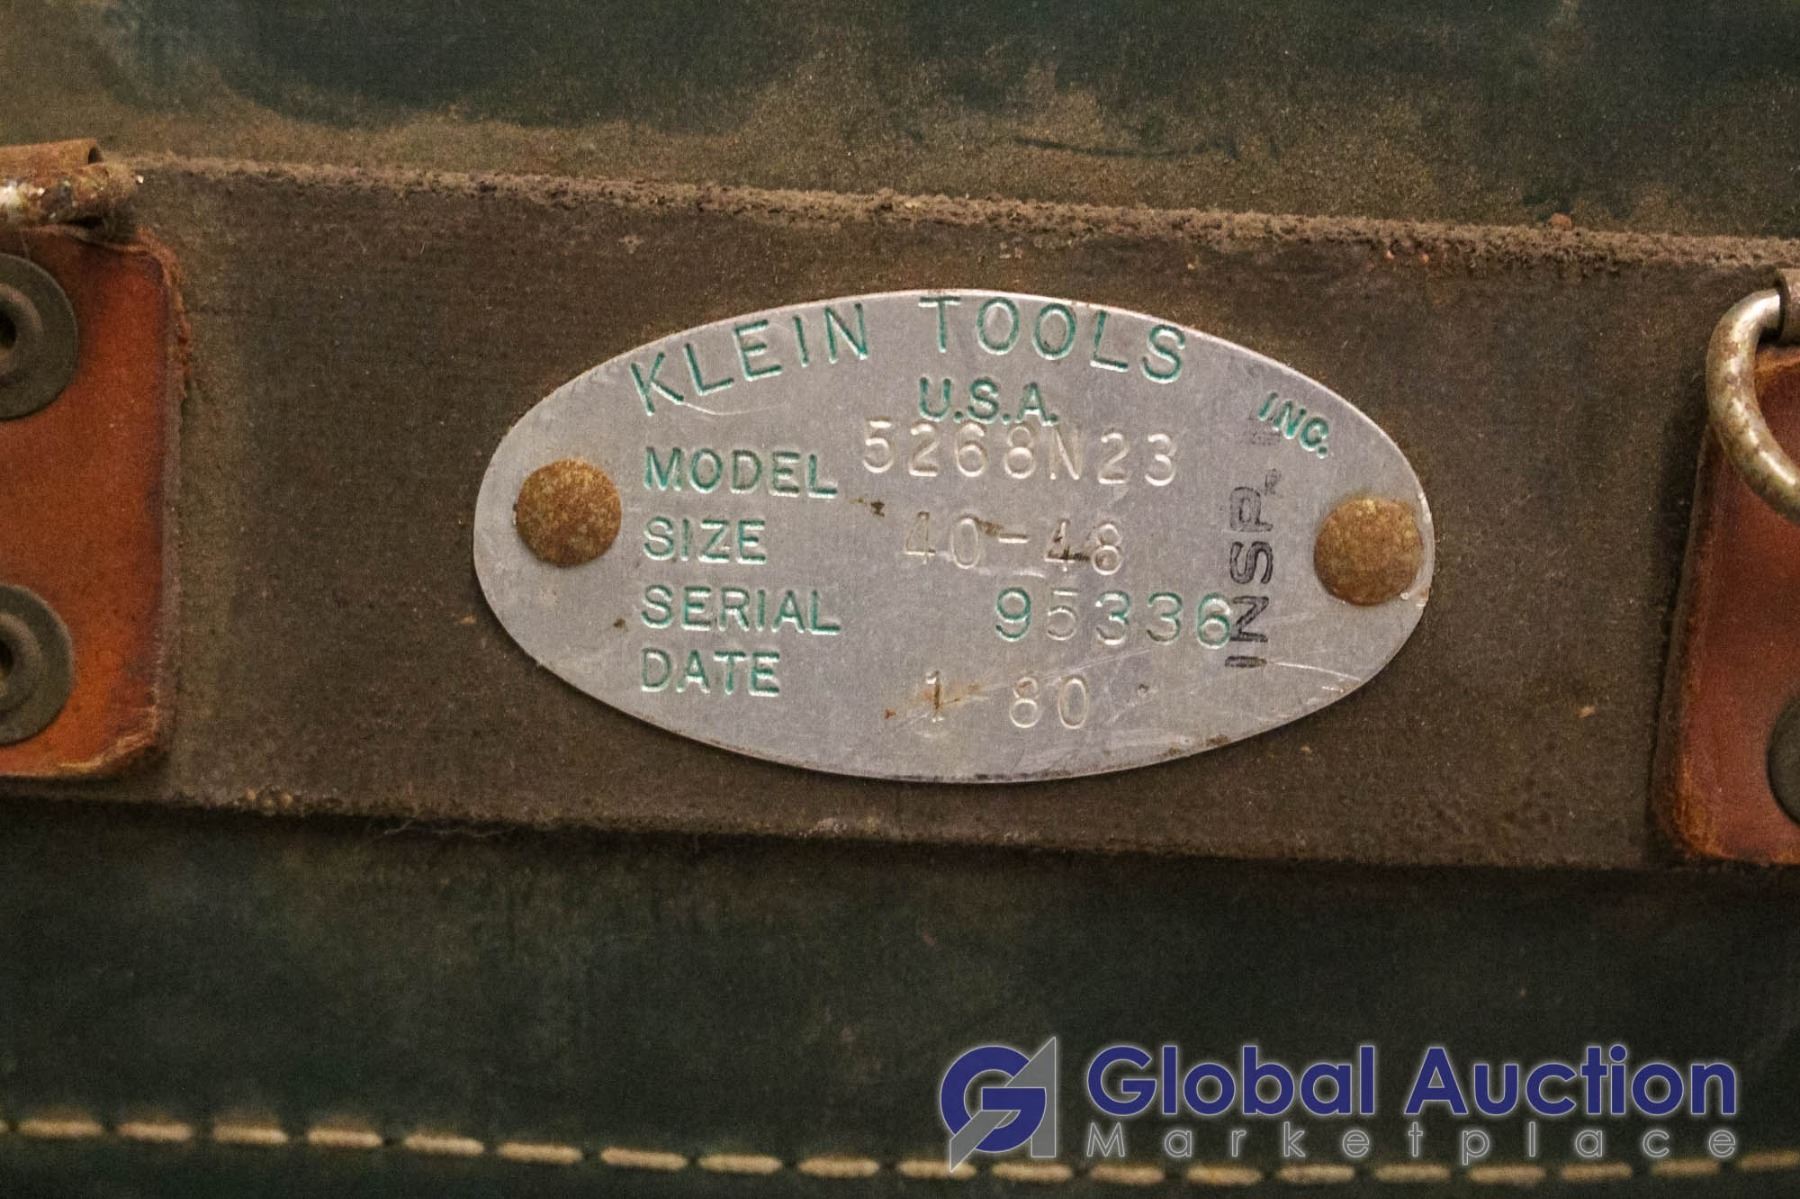 KLEIN TOOLS INC.
U.S.A.
MODEL 5268N23
SIZE 40-48
SERIAL 95336
DATE 1 80
INSP.
Global Auction
Marketplace